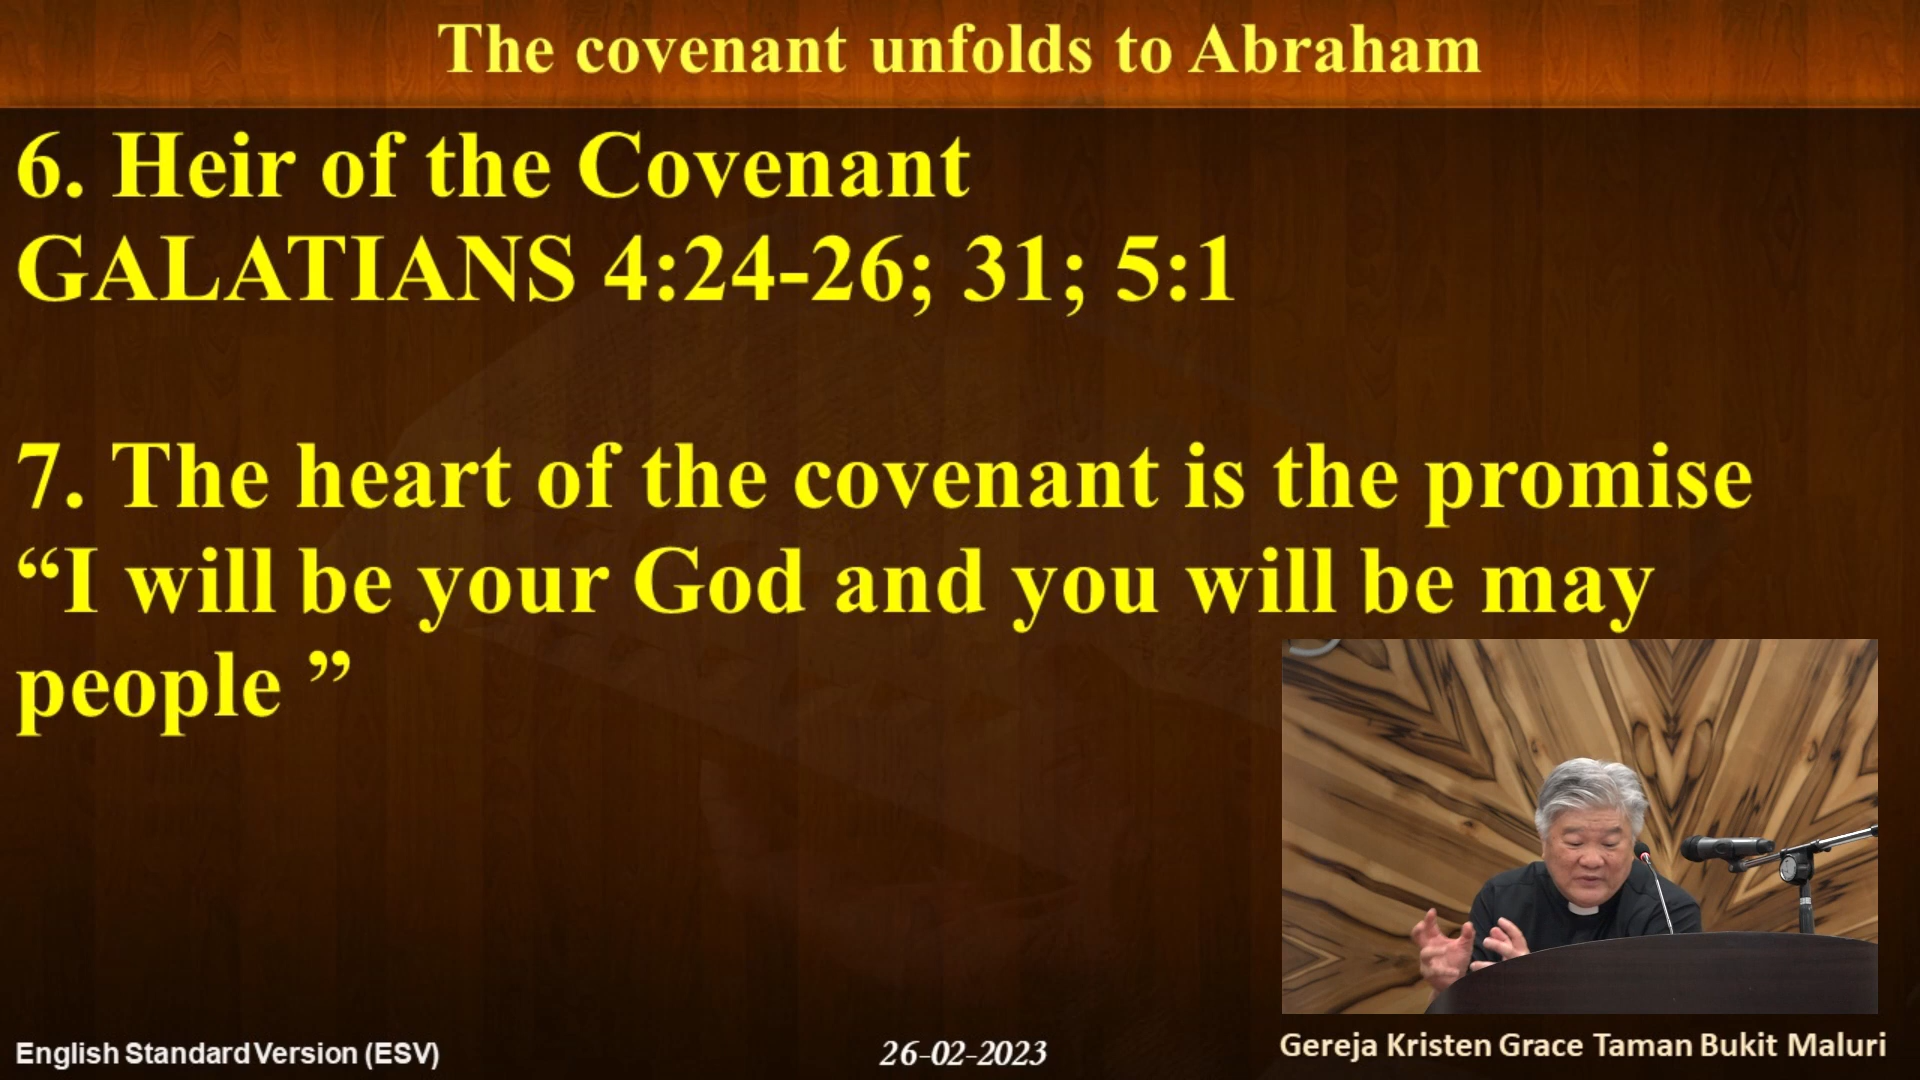 The covenant unfolds to Abraham
6. Heir of the Covenant
GALATIANS 4:24-26; 31; 5:1
7. The heart of the covenant is the promise
“I will be your God and you will be may
people ”
English Standard Version (ESV)
26-02-2023
Gereja Kristen Grace Taman Bukit Maluri